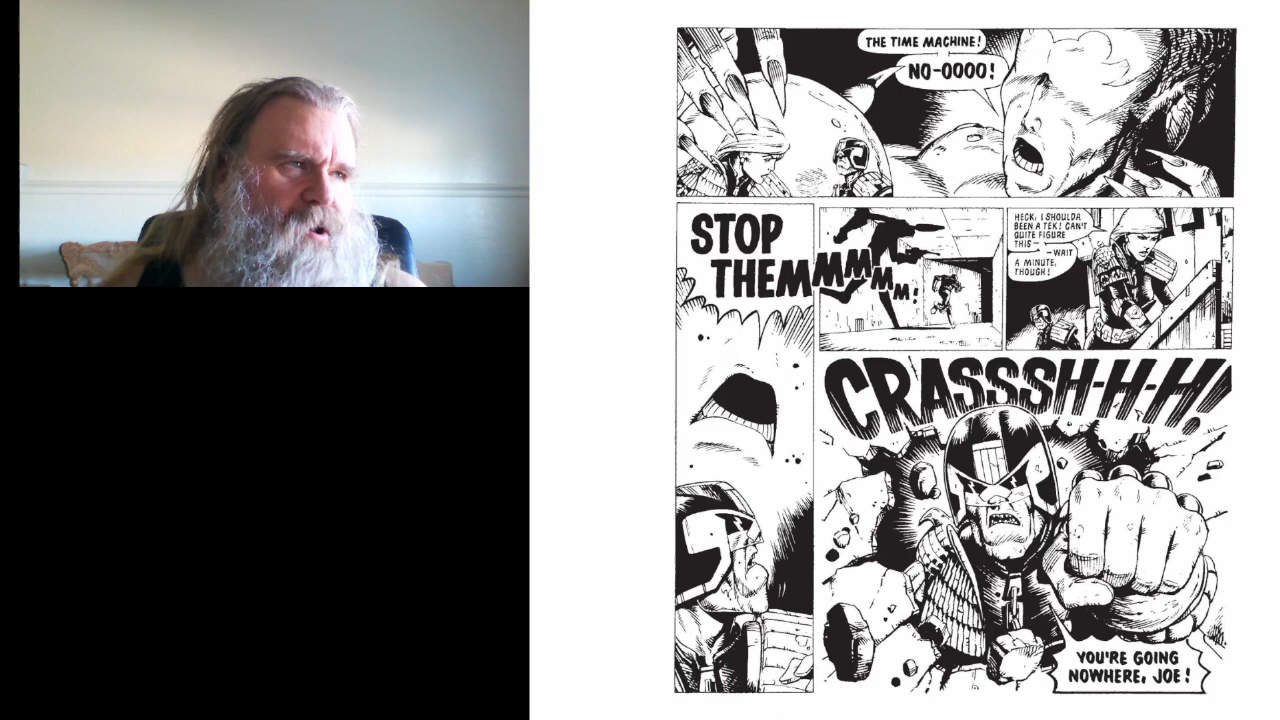 THE TIME MACHINE!
NO-OOOO!
STOP
THEMMMMM!
HECK, I SHOULDA
BEEN A TEK! CAN'T
QUITE FIGURE
THIS—
—WAIT
A MINUTE,
THOUGH!
CRASSSH-H-H!
YOU'RE GOING
NOWHERE, JOE!